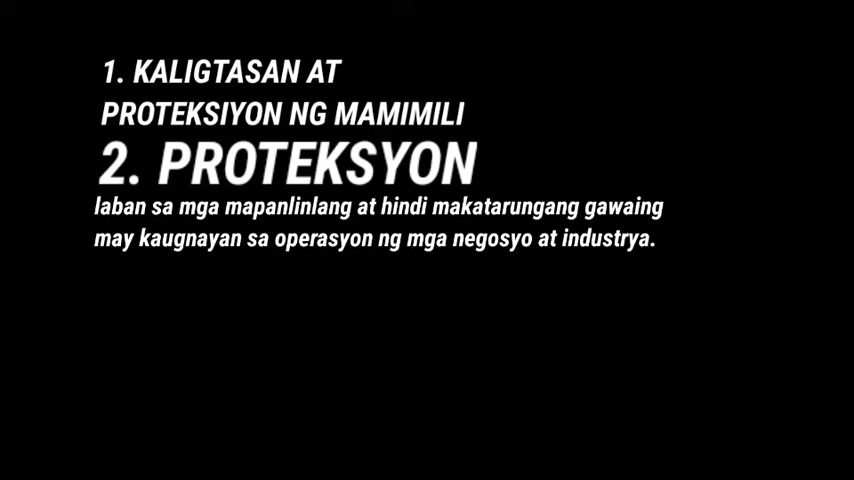 1. KALIGTASAN AT
PROTEKSIYON NG MAMIMILI
2. PROTEKSYON
laban sa mga mapanlinlang at hindi makatarungang gawaing
may kaugnayan sa operasyon ng mga negosyo at industrya.